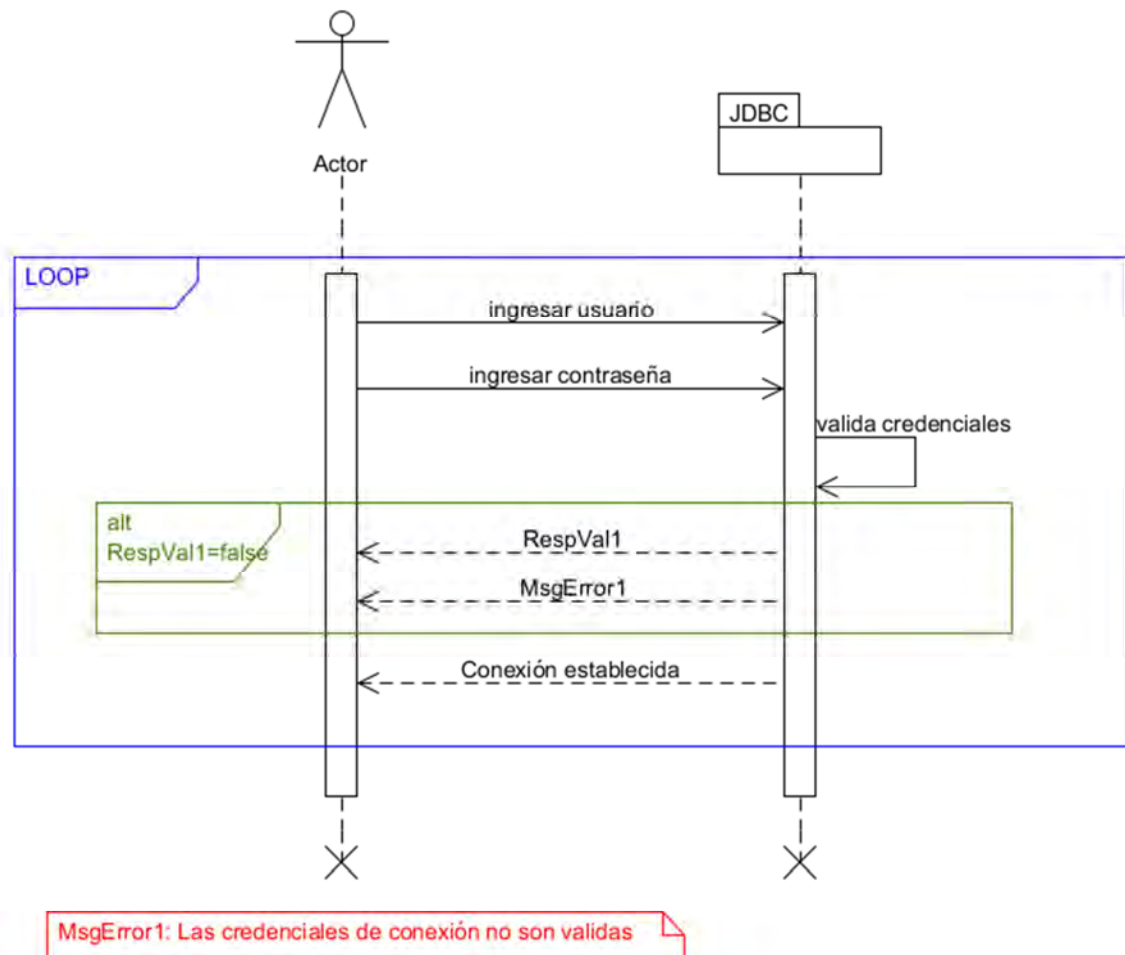 Actor
JDBC
LOOP
ingresar usuario
ingresar contraseña
valida credenciales
alt
RespVal1=false
RespVal1
MsgError1
Conexión establecida
MsgError1: Las credenciales de conexión no son validas